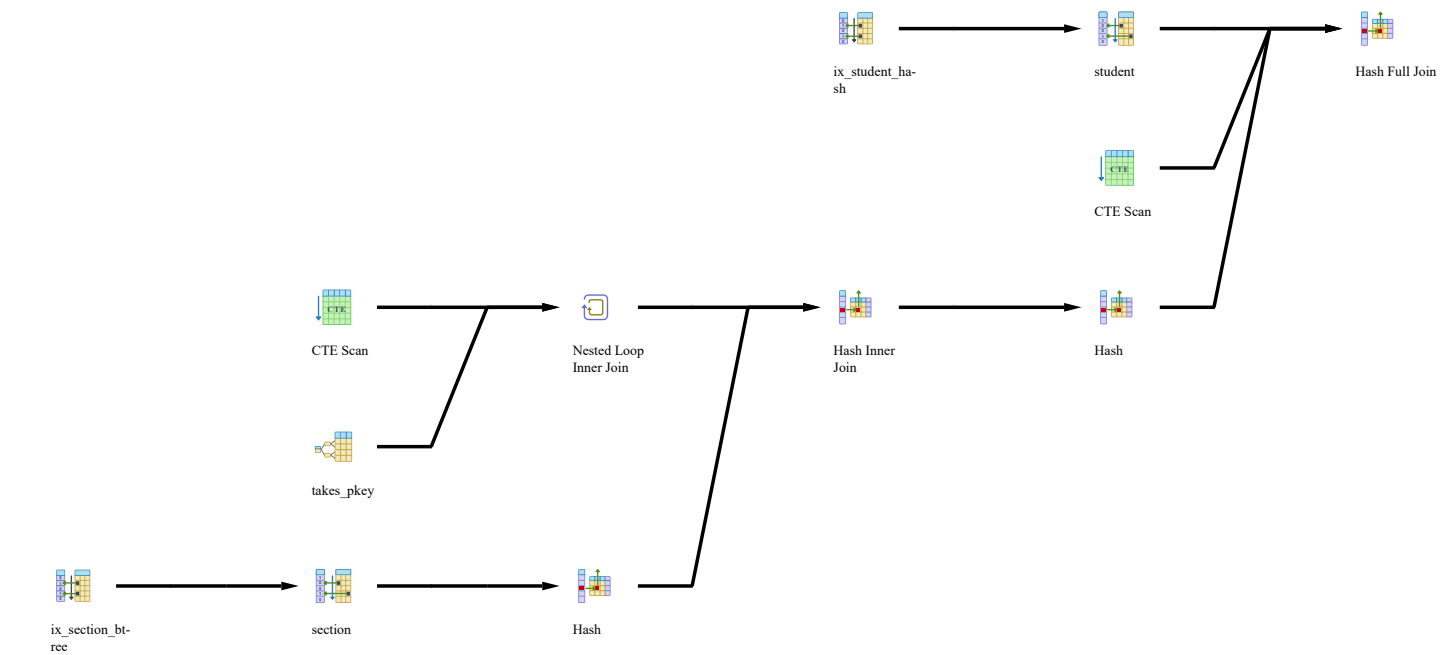 ix_student_ha-
sh
student
Hash Full Join
CTE
CTE Scan
CTE
CTE Scan
Nested Loop
Inner Join
Hash Inner
Join
Hash
takes_pkey
ix_section_bt-
ree
section
Hash